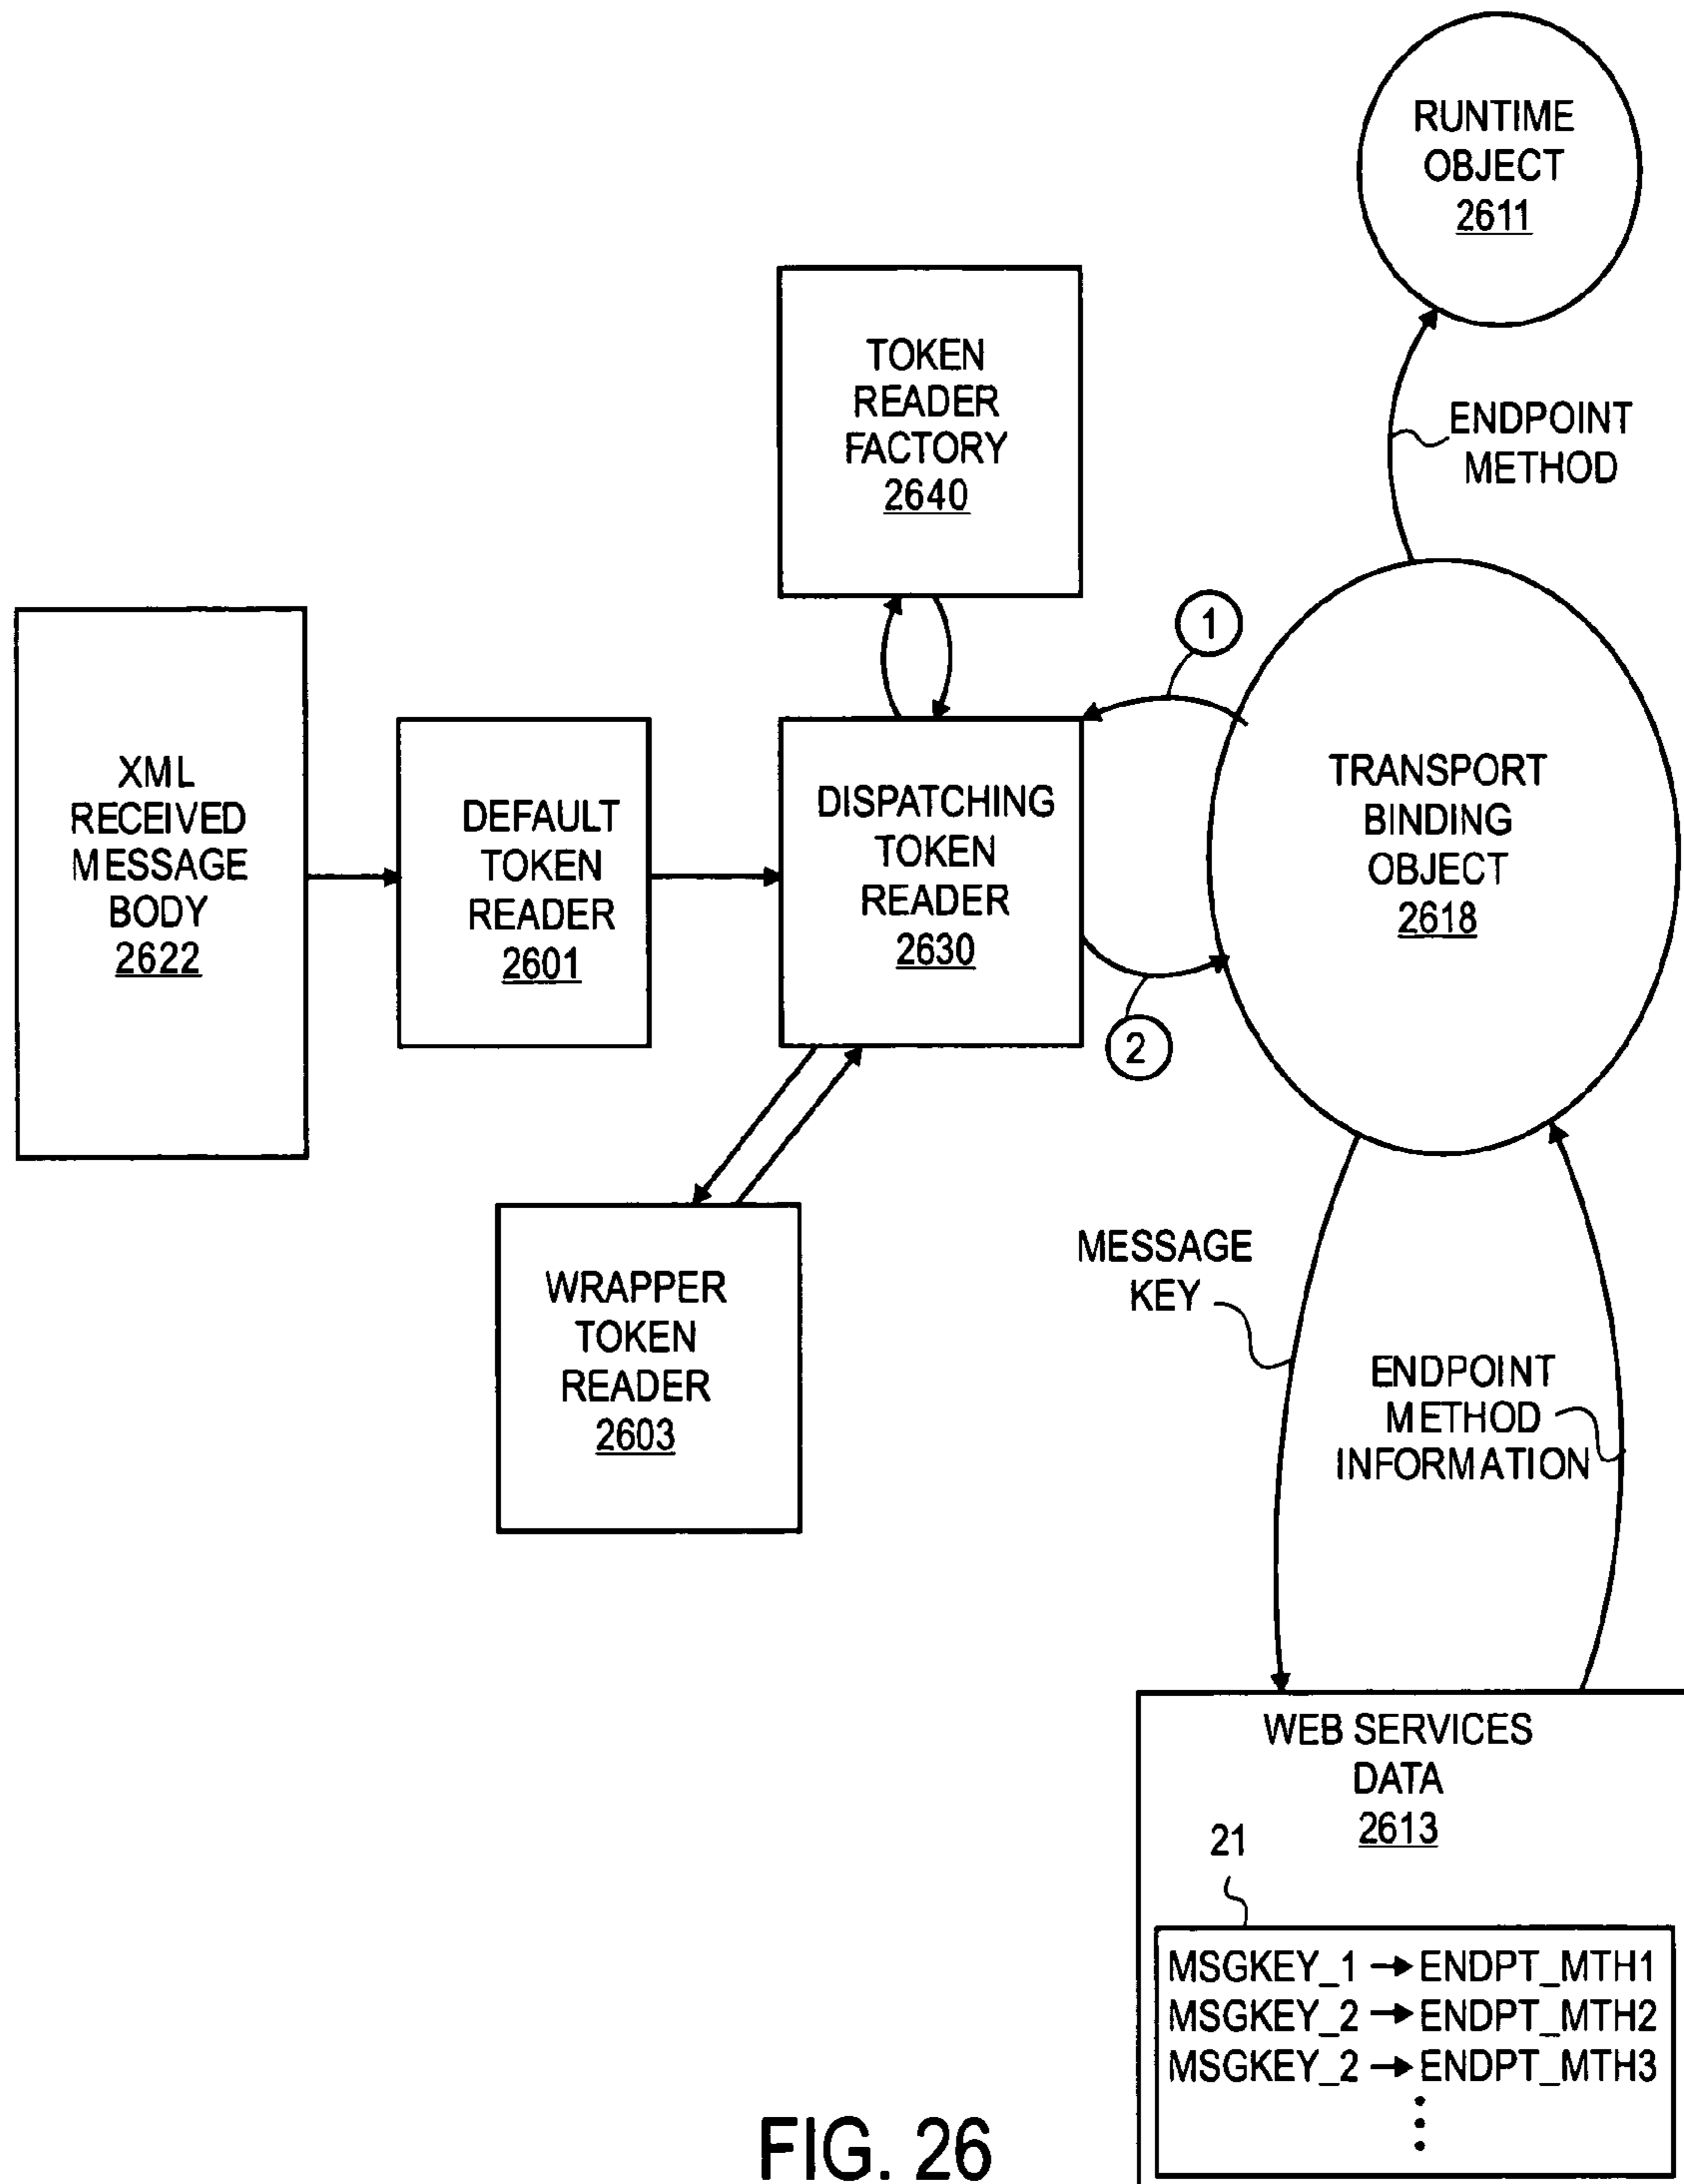 RUNTIME
OBJECT
2611
ENDPOINT
METHOD
TOKEN
READER
FACTORY
2640
1
XML
RECEIVED
MESSAGE
BODY
2622
DEFAULT
TOKEN
READER
2601
DISPATCHING
TOKEN
READER
2630
TRANSPORT
BINDING
OBJECT
2618
2
WRAPPER
TOKEN
READER
2603
MESSAGE
KEY
ENDPOINT
METHOD
INFORMATION
WEB SERVICES
DATA
2613
21
MSGKEY_1 → ENDPT_MTH1
MSGKEY_2 → ENDPT_MTH2
MSGKEY_2 → ENDPT_MTH3
FIG. 26